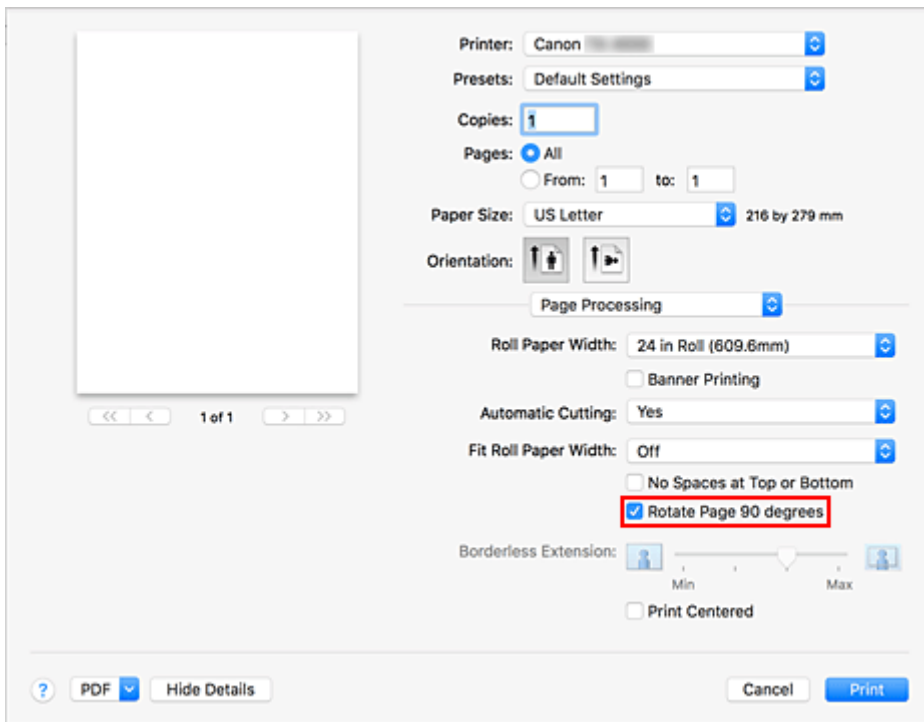 Printer: Canon
Presets: Default Settings
Copies: 1
Pages: All
From: 1 to: 1
Paper Size: US Letter 216 by 279 mm
Orientation:
Page Processing
Roll Paper Width: 24 in Roll (609.6mm)
Banner Printing
1 of 1
Automatic Cutting: Yes
Fit Roll Paper Width: Off
No Spaces at Top or Bottom
Rotate Page 90 degrees
Borderless Extension:
Min Max
Print Centered
? PDF Hide Details Cancel Print